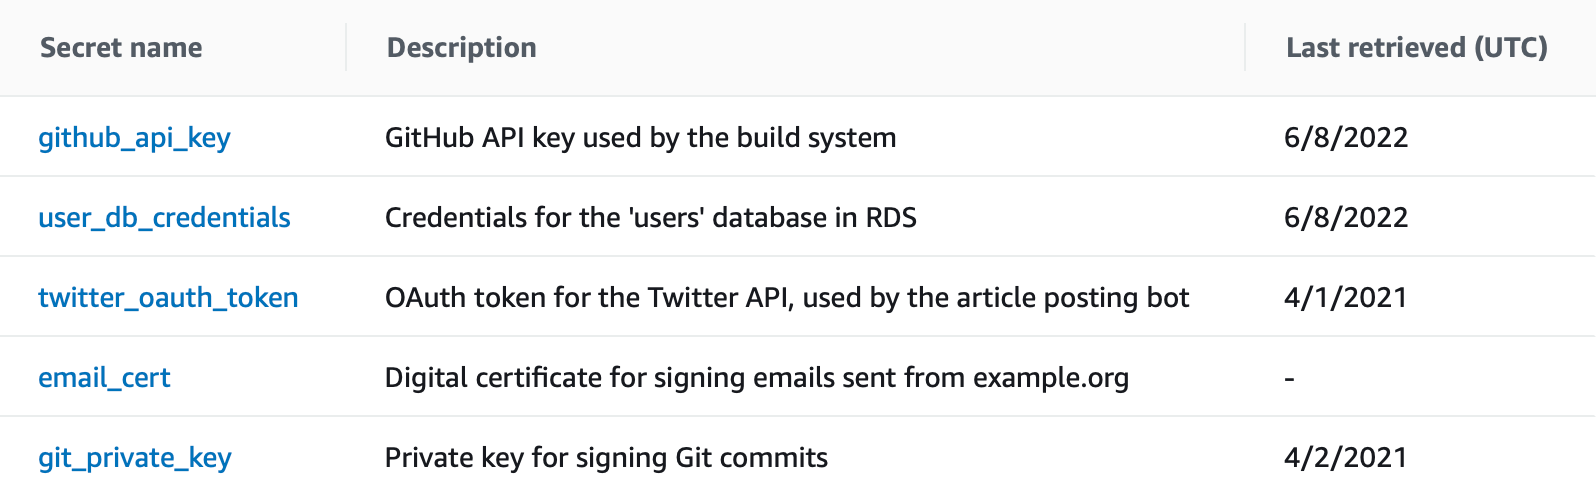 Secret name Description Last retrieved (UTC)
github_api_key GitHub API key used by the build system 6/8/2022
user_db_credentials Credentials for the 'users' database in RDS 6/8/2022
twitter_oauth_token OAuth token for the Twitter API, used by the article posting bot 4/1/2021
email_cert Digital certificate for signing emails sent from example.org -
git_private_key Private key for signing Git commits 4/2/2021